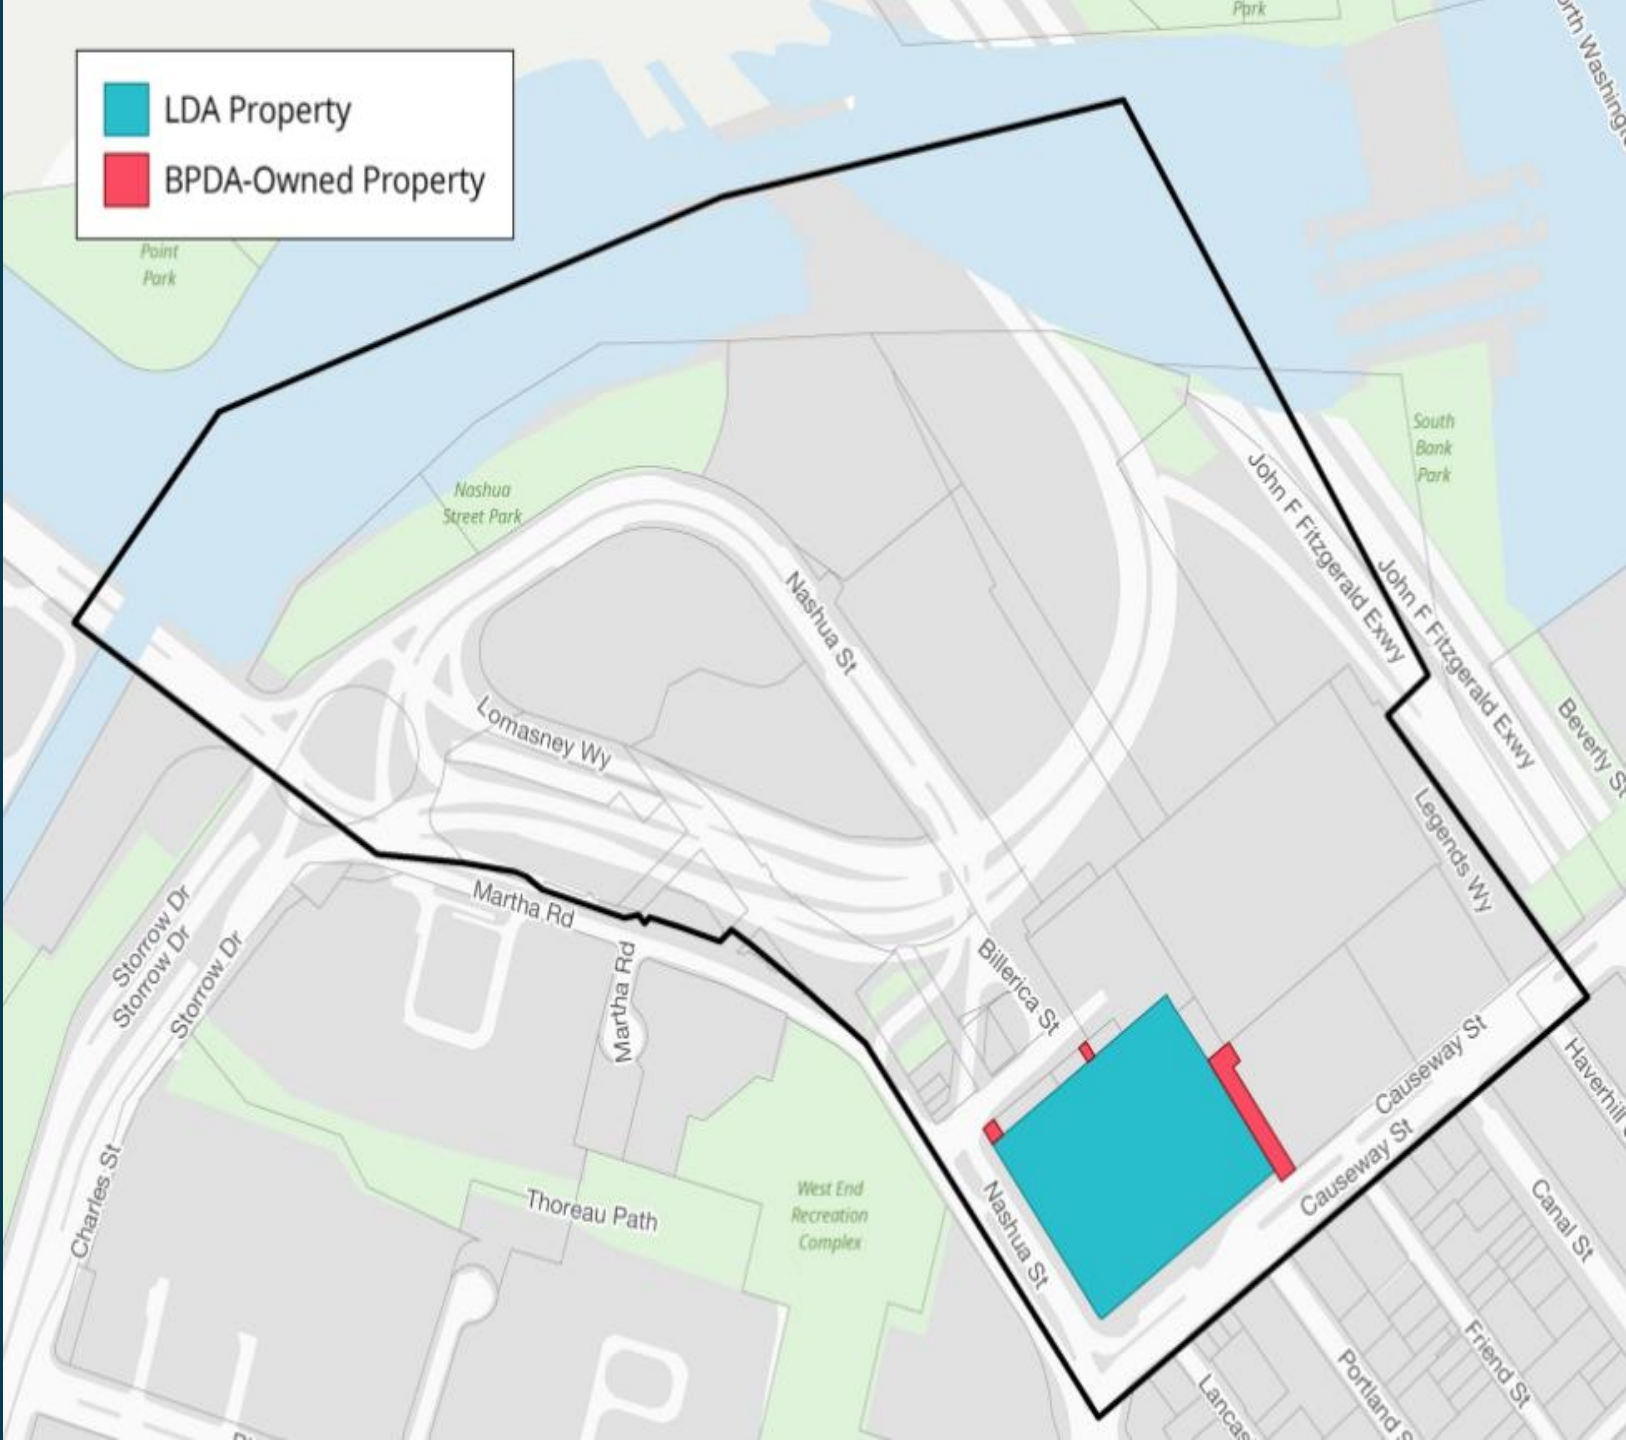 Park
LDA Property
BPDA-Owned Property
Point
Park
South
Bank
Park
John F Fitzgerald Exwy
John F Fitzgerald Exwy
Nashua
Street Park
Nashua St
Lomasney Wy
Beverly St
Legends Wy
Martha Rd
Martha Rd
Storrow Dr
Storrow Dr
Storrow Dr
Billerica St
Causeway St
Causeway St
Haverhill
Charles St
Thoreau Path
West End
Recreation
Complex
Nashua St
Canal St
Friend St
Portland S
Lancas